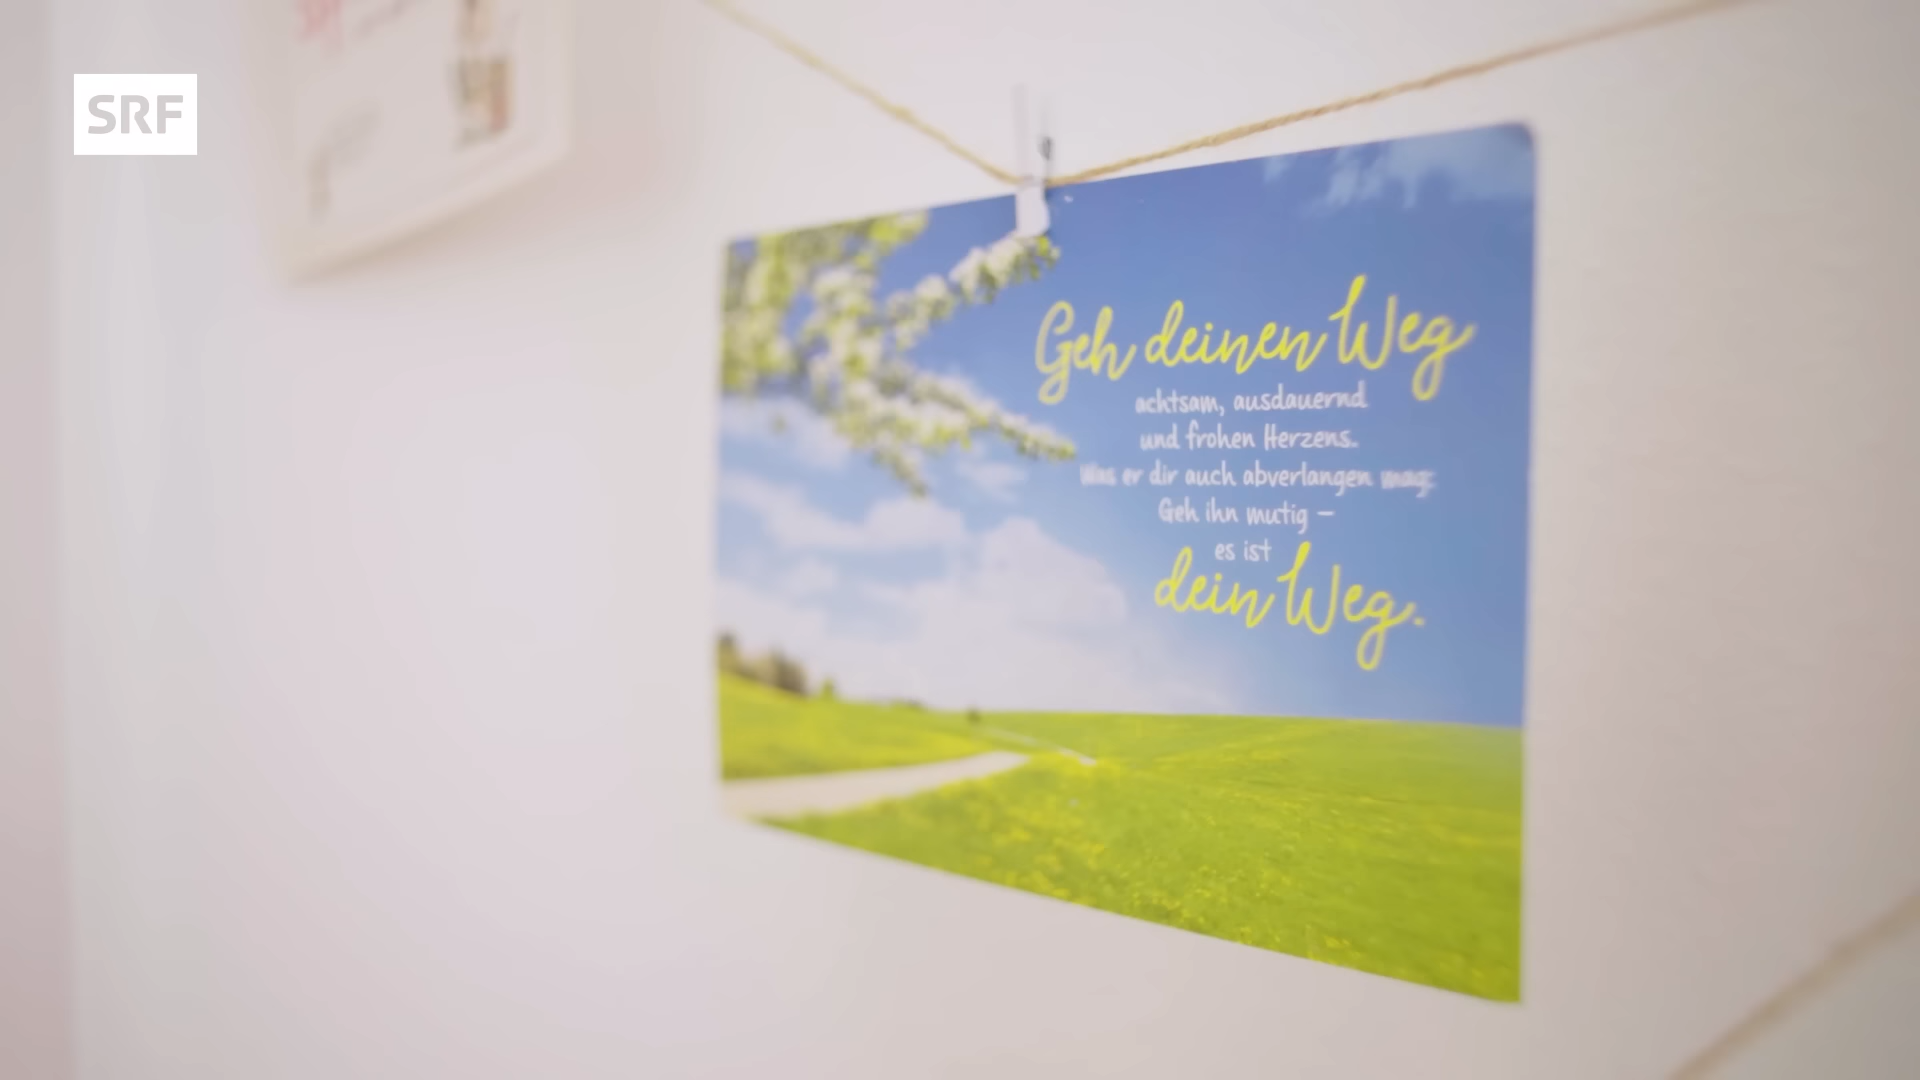 SRF
Geh deinen Weg
achtsam, ausdauernd
und frohen Herzens.
Was er dir auch abverlangen mag:
Geh ihn mutig –
es ist
dein Weg.